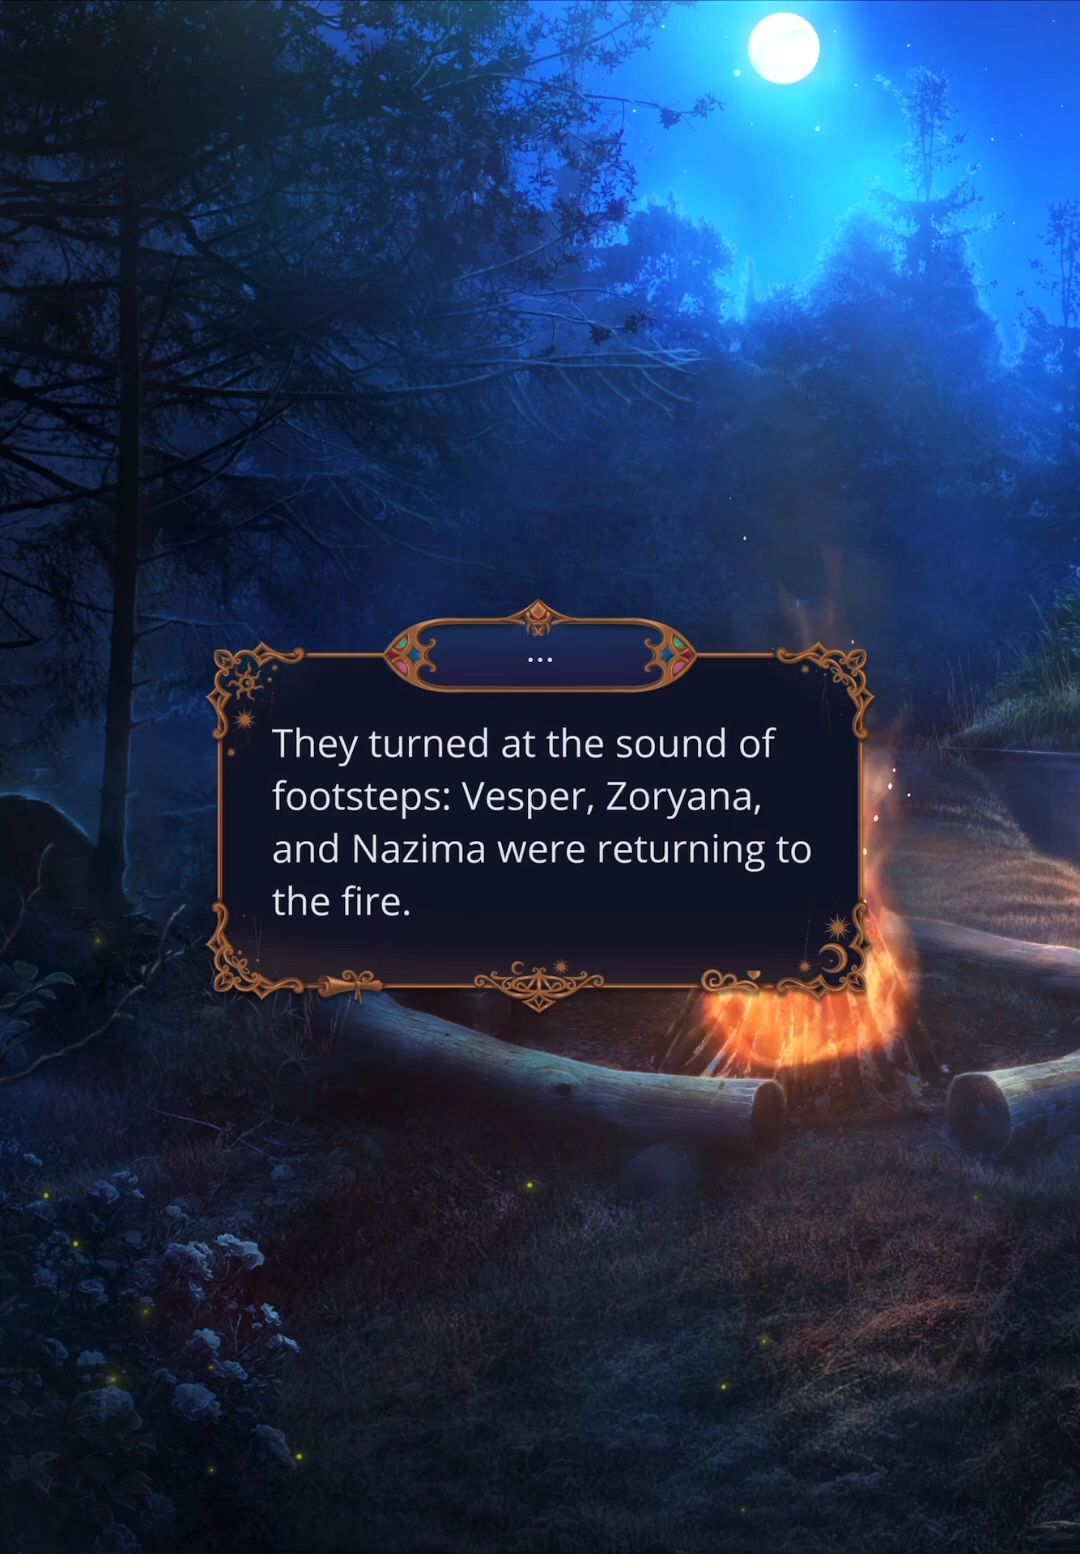 ...
They turned at the sound of
footsteps: Vesper, Zoryana,
and Nazima were returning to
the fire.